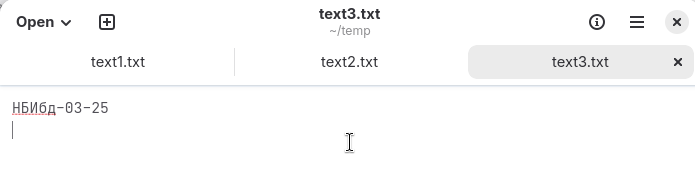 Open
text3.txt
~/temp
text1.txt
text2.txt
text3.txt
НБИбд-03-25